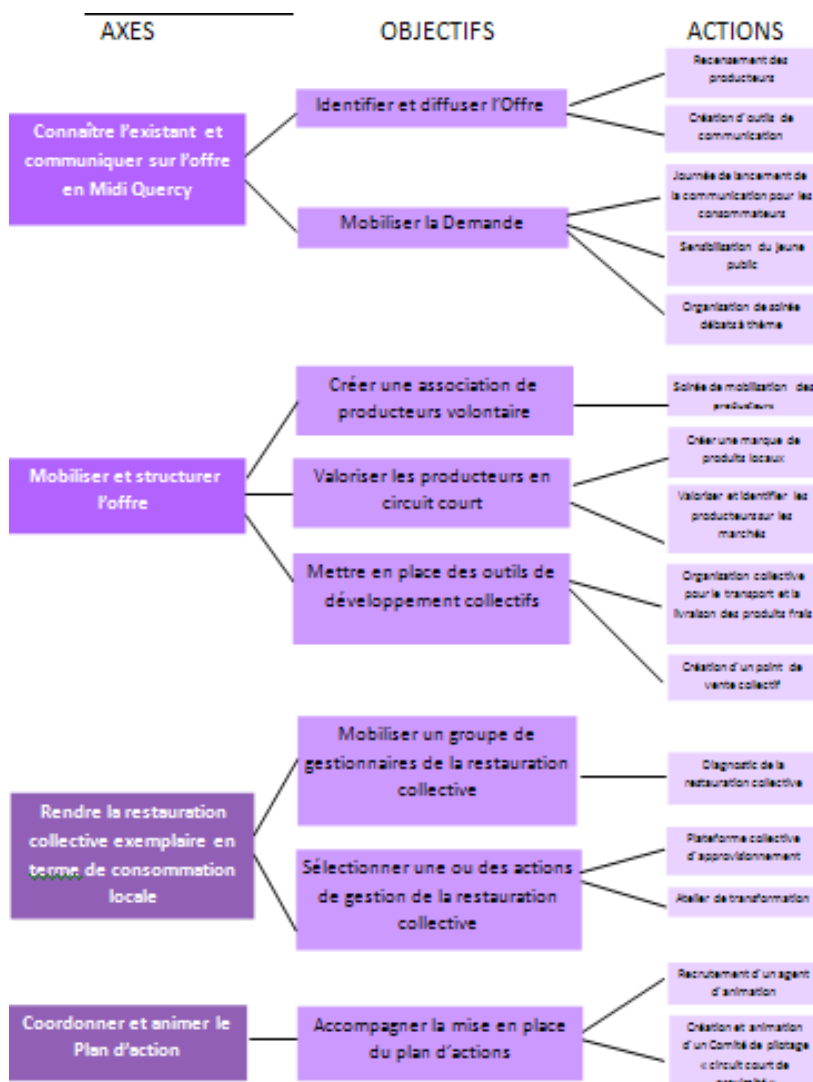 AXES
OBJECTIFS
ACTIONS
Connaître l'existant et
communiquer sur l'offre
en Midi Quercy
Identifier et diffuser l'Offre
Recensement des
producteurs
Création d'outils de
communication
Mobiliser la Demande
Journée de lancement de
la communication pour les
consommateurs
Sensibilisation du jeune
public
Organisation de soirée
débats à thème
Mobiliser et structurer
l'offre
Créer une association de
producteurs volontaire
Soirée de mobilisation des
producteurs
Valoriser les producteurs en
circuit court
Créer une marque de
produits locaux
Valoriser et identifier les
producteurs sur les
marchés
Mettre en place des outils de
développement collectifs
Organisation collective
pour le transport et la
livraison des produits frais
Création d'un point de
vente collectif
Rendre la restauration
collective exemplaire en
terme de consommation
locale
Mobiliser un groupe de
gestionnaires de la restauration
collective
Diagnostic de la
restauration collective
Sélectionner une ou des actions
de gestion de la restauration
collective
Plateforme collective
d'approvisionnement
Atelier de transformation
Coordonner et animer le
Plan d'action
Accompagner la mise en place
du plan d'actions
Recrutement d'un agent
d'animation
Création et animation
d'un Comité de pilotage
« circuit court de
proximité »